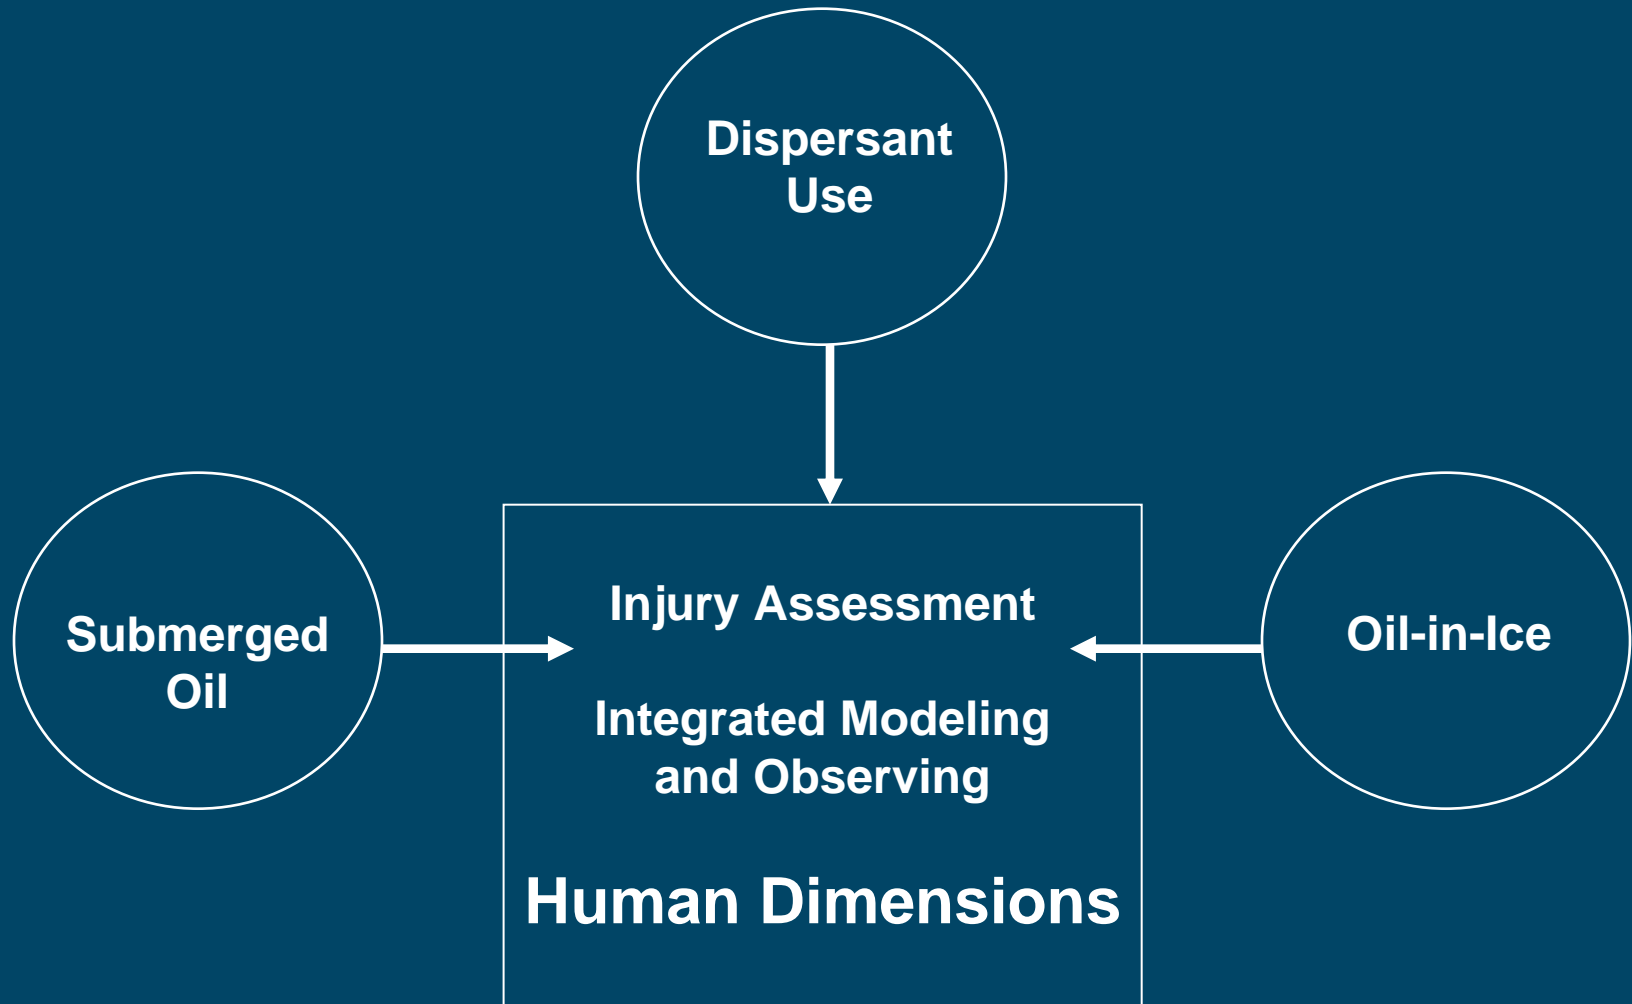 Dispersant
Use
Submerged
Oil
Injury Assessment
Integrated Modeling
and Observing
Human Dimensions
Oil-in-Ice